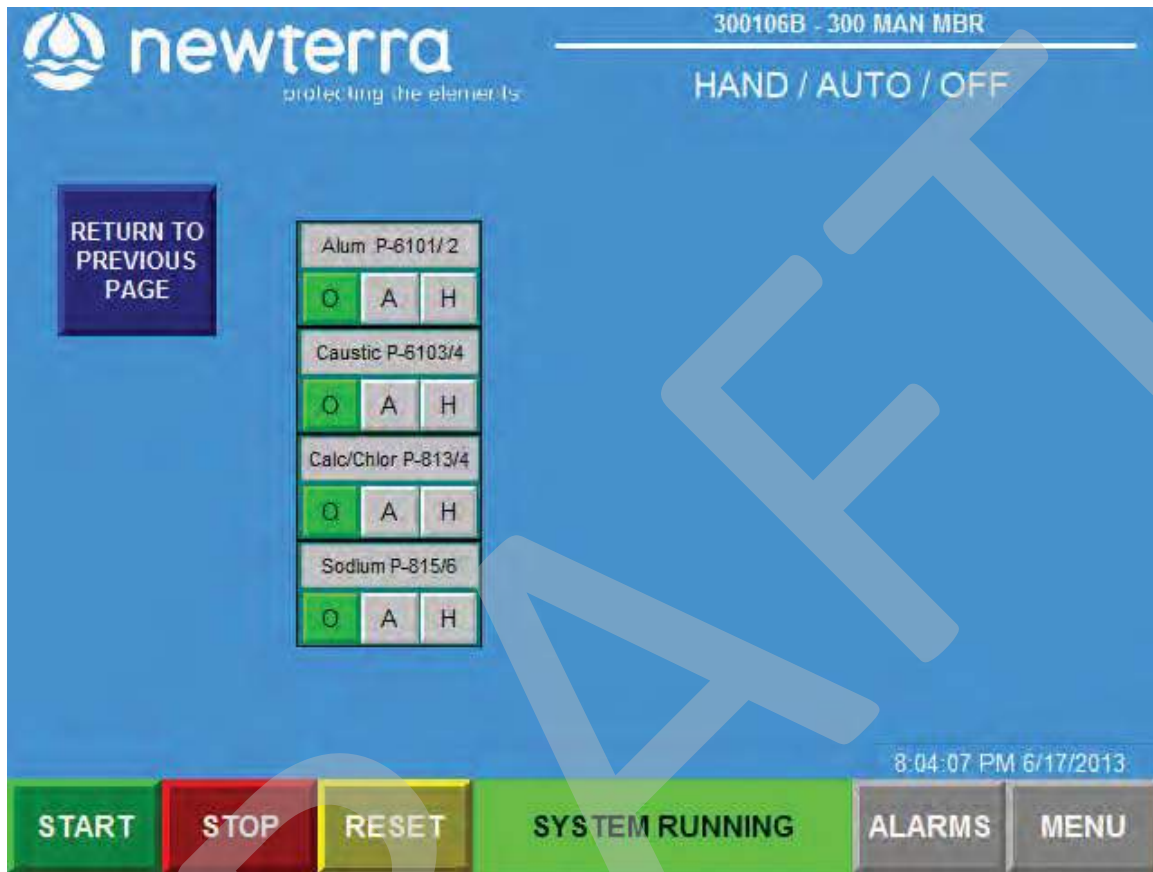 newterra
protecting the elements
300106B - 300 MAN MBR
HAND / AUTO / OFF
RETURN TO
PREVIOUS
PAGE
Alum P-6101/ 2
O A H
Caustic P-6103/4
O A H
Calc/Chlor P-813/4
O A H
Sodium P-815/6
O A H
8:04:07 PM 6/17/2013
START STOP RESET SYSTEM RUNNING ALARMS MENU
DRAFT